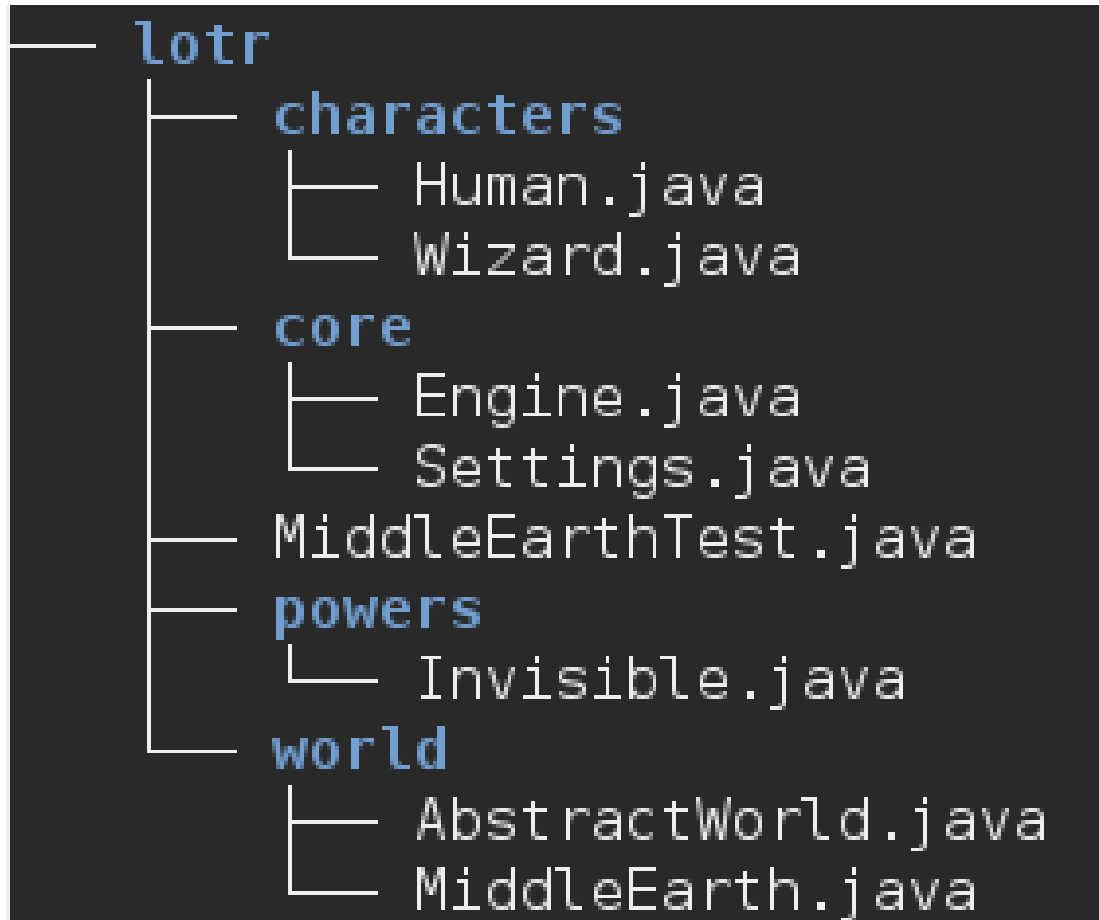 lotr
characters
Human.java
Wizard.java
core
Engine.java
Settings.java
MiddleEarthTest.java
powers
Invisible.java
world
AbstractWorld.java
MiddleEarth.java